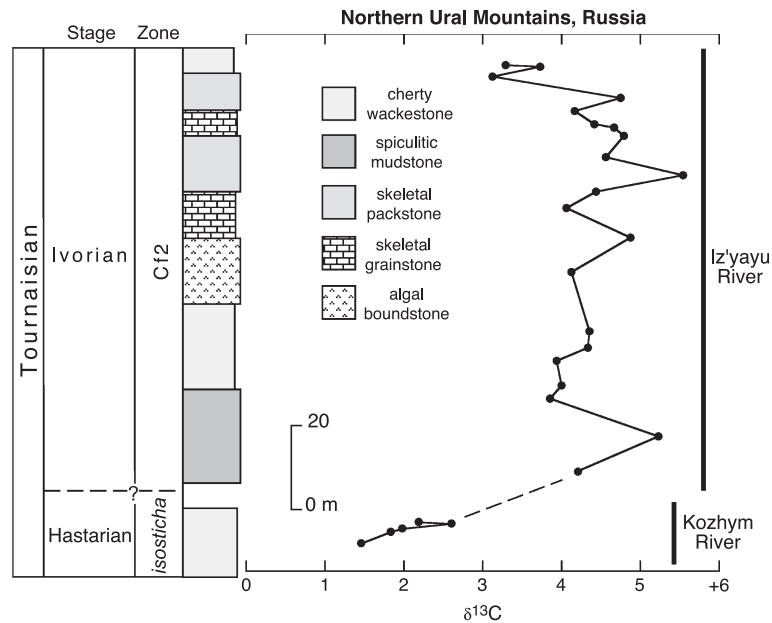 Northern Ural Mountains, Russia
Stage
Zone
Tournaisian
Ivorian
Cf2
?
Hastarian
isosticha
cherty
wackestone
spiculitic
mudstone
skeletal
packstone
skeletal
grainstone
algal
boundstone
20
0 m
Iz'yayu
River
Kozhym
River
0
1
2
3
4
5
+6
δ13C